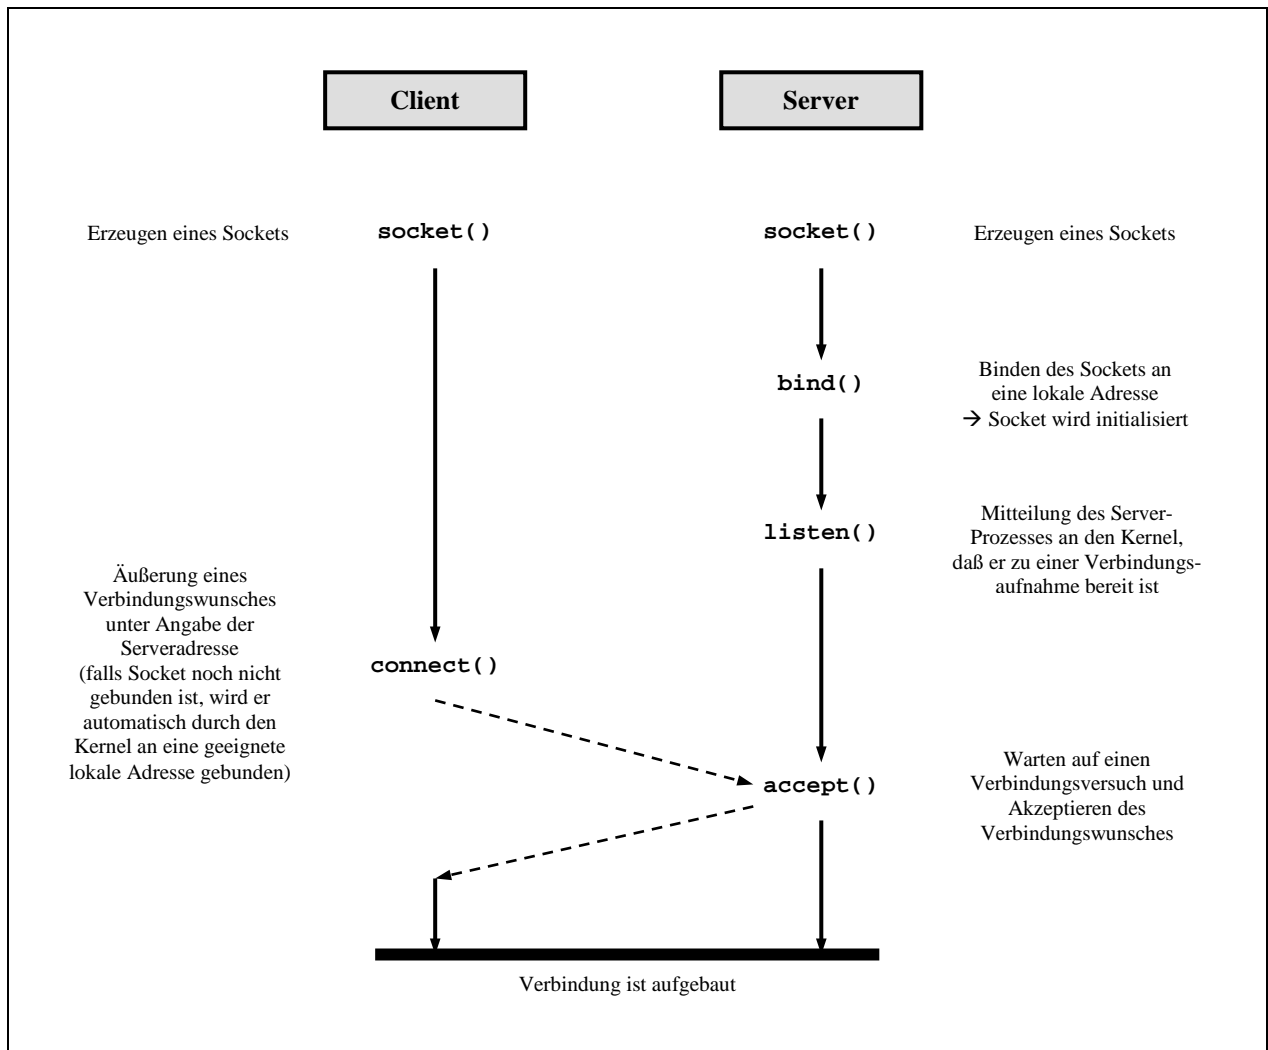 Client
Server
Erzeugen eines Sockets
socket()
socket()
Erzeugen eines Sockets
bind()
Binden des Sockets an
eine lokale Adresse
→ Socket wird initialisiert
listen()
Mitteilung des Server-
Prozesses an den Kernel,
daß er zu einer Verbindungs-
aufnahme bereit ist
Äußerung eines
Verbindungswunsches
unter Angabe der
Serveradresse
(falls Socket noch nicht
gebunden ist, wird er
automatisch durch den
Kernel an eine geeignete
lokale Adresse gebunden)
connect()
accept()
Warten auf einen
Verbindungsversuch und
Akzeptieren des
Verbindungswunsches
Verbindung ist aufgebaut